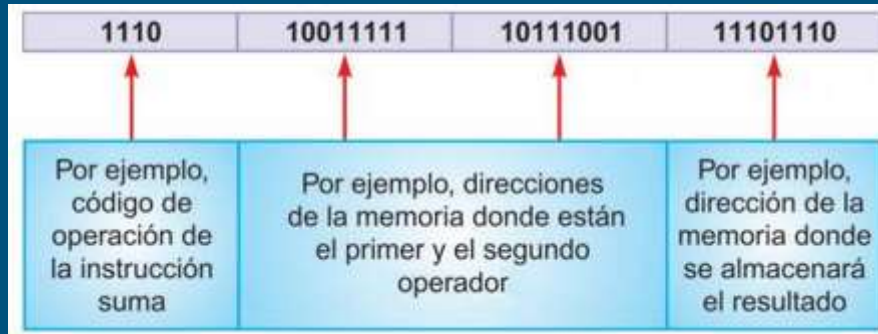 1110 10011111 10111001 11101110
Por ejemplo,
código de
operación de
la instrucción
suma
Por ejemplo, direcciones
de la memoria donde están
el primer y el segundo
operador
Por ejemplo,
dirección de la
memoria donde
se almacenará
el resultado